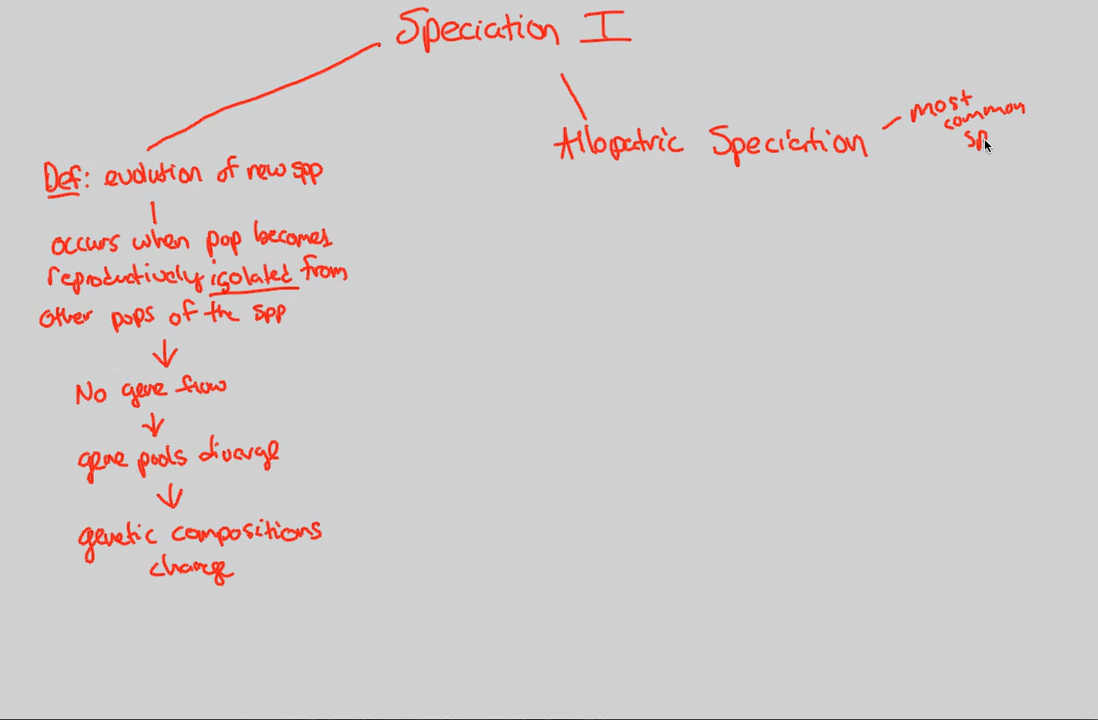 Speciation I
Def: evolution of new spp
occurs when pop becomes
reproductively isolated from
other pops of the spp
No gene flow
gene pools diverge
genetic compositions
change
Allopatric Speciation
most
common
sp